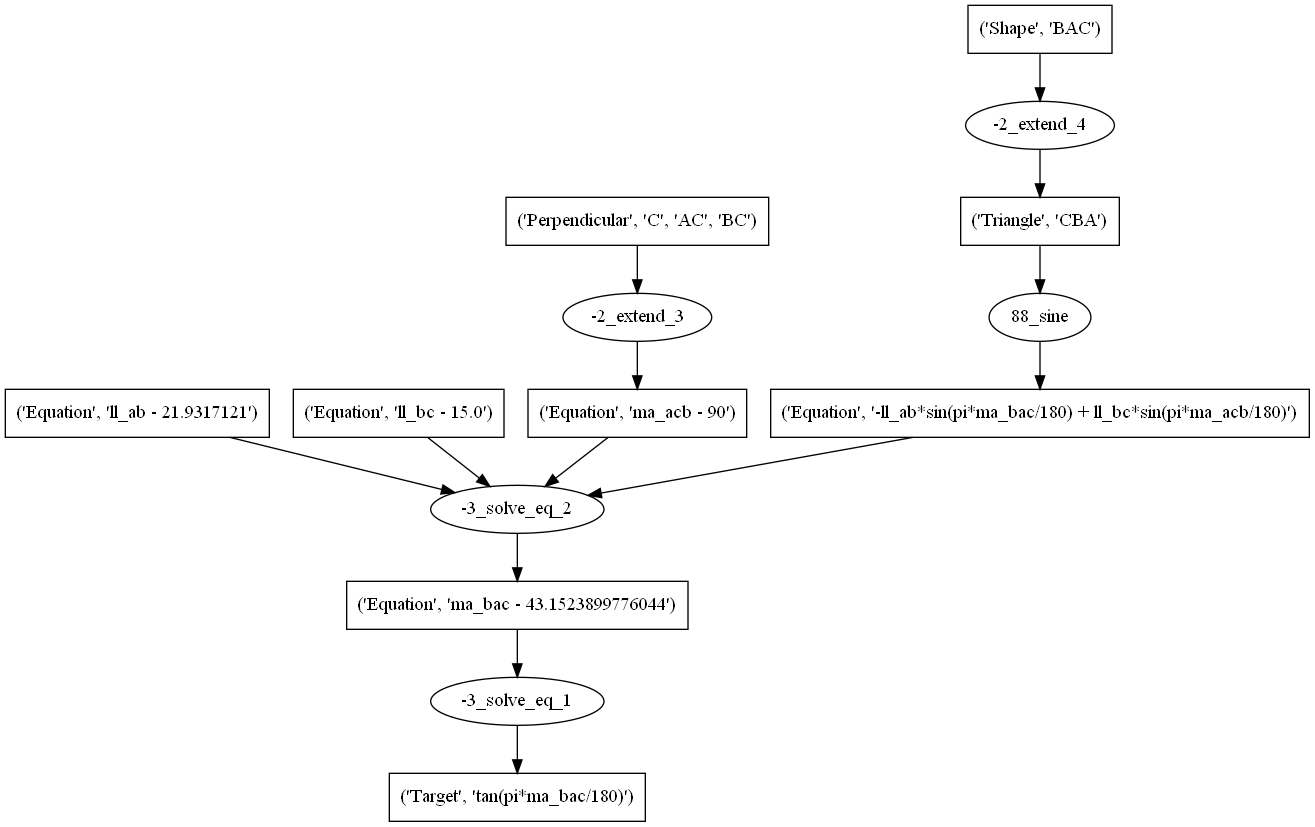 ('Shape', 'BAC')
-2_extend_4
('Perpendicular', 'C', 'AC', 'BC')
('Triangle', 'CBA')
-2_extend_3
88_sine
('Equation', 'll_ab - 21.9317121')
('Equation', 'll_bc - 15.0')
('Equation', 'ma_acb - 90')
('Equation', '-ll_ab*sin(pi*ma_bac/180) + ll_bc*sin(pi*ma_acb/180)')
-3_solve_eq_2
('Equation', 'ma_bac - 43.1523899776044')
-3_solve_eq_1
('Target', 'tan(pi*ma_bac/180)')